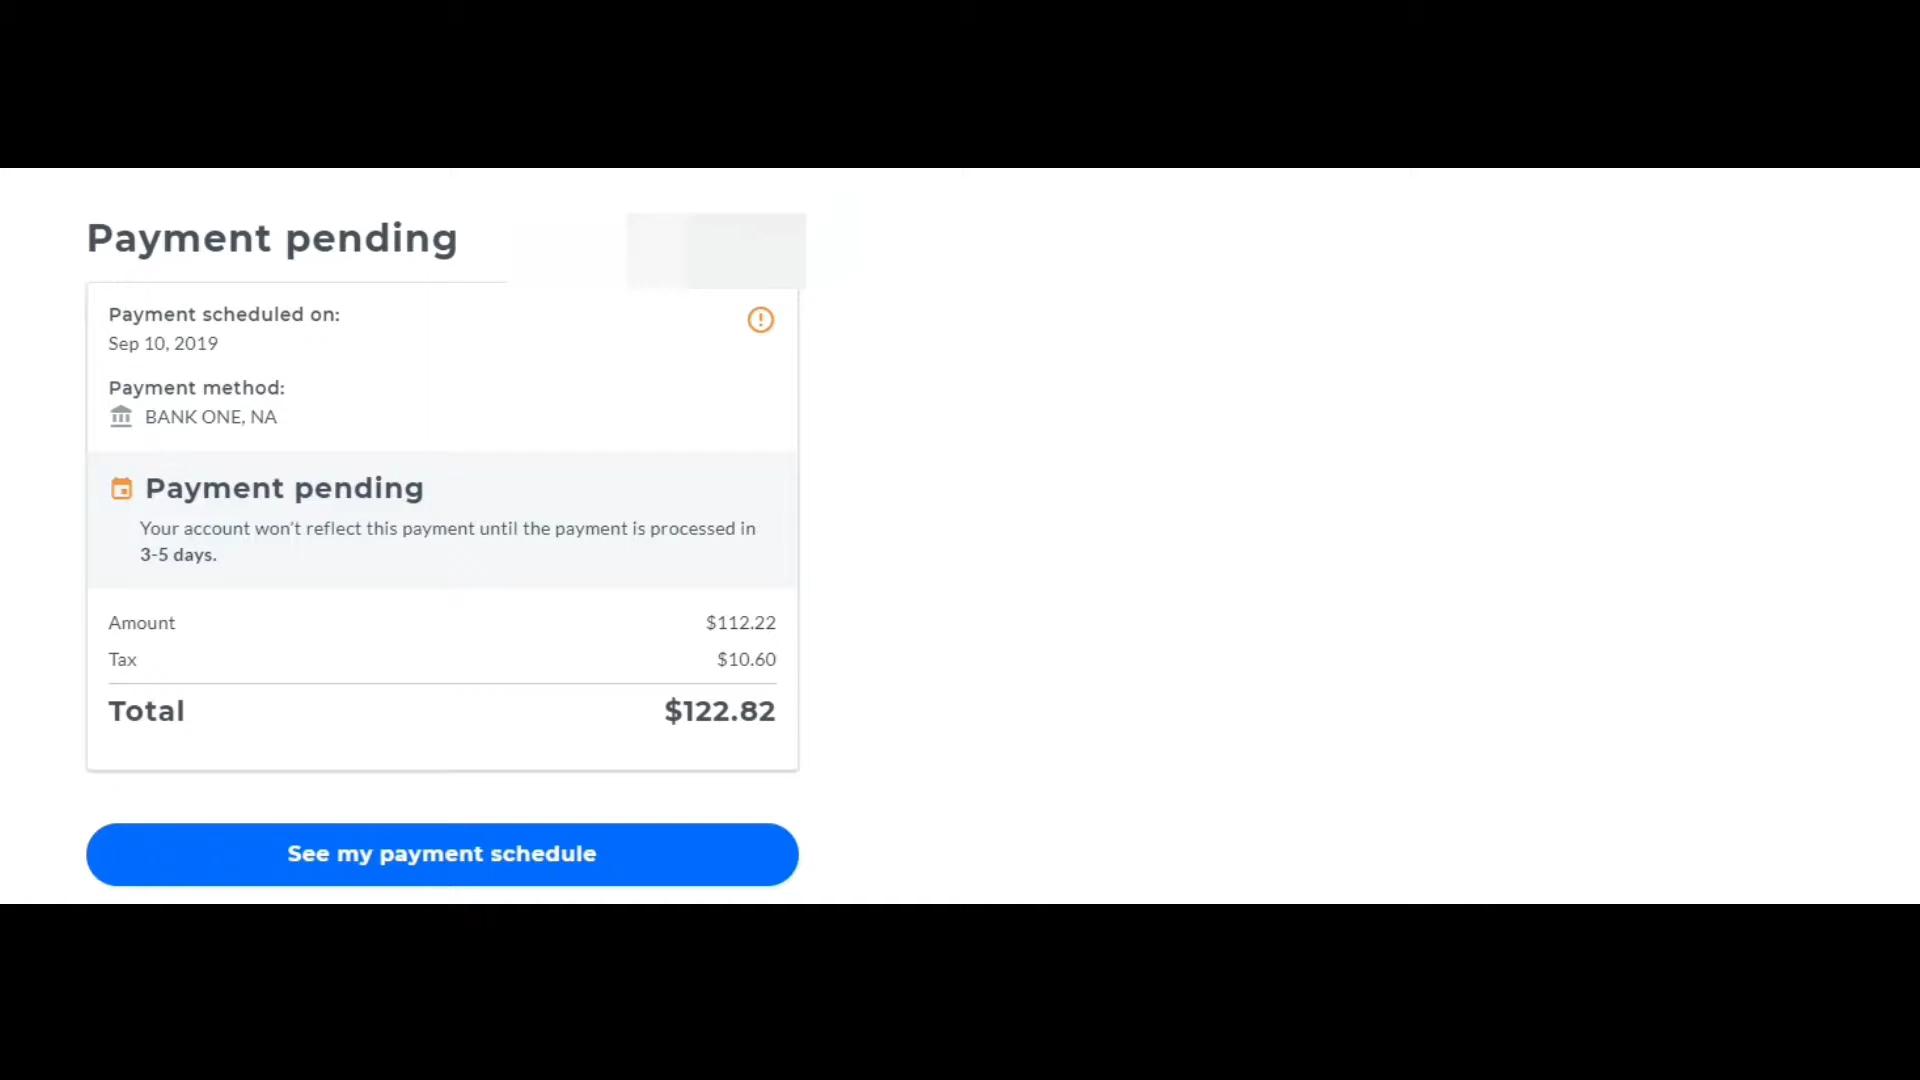 Payment pending
Payment scheduled on:
Sep 10, 2019
Payment method:
BANK ONE, NA
Payment pending
Your account won't reflect this payment until the payment is processed in
3-5 days.
Amount $112.22
Tax $10.60
Total $122.82
See my payment schedule